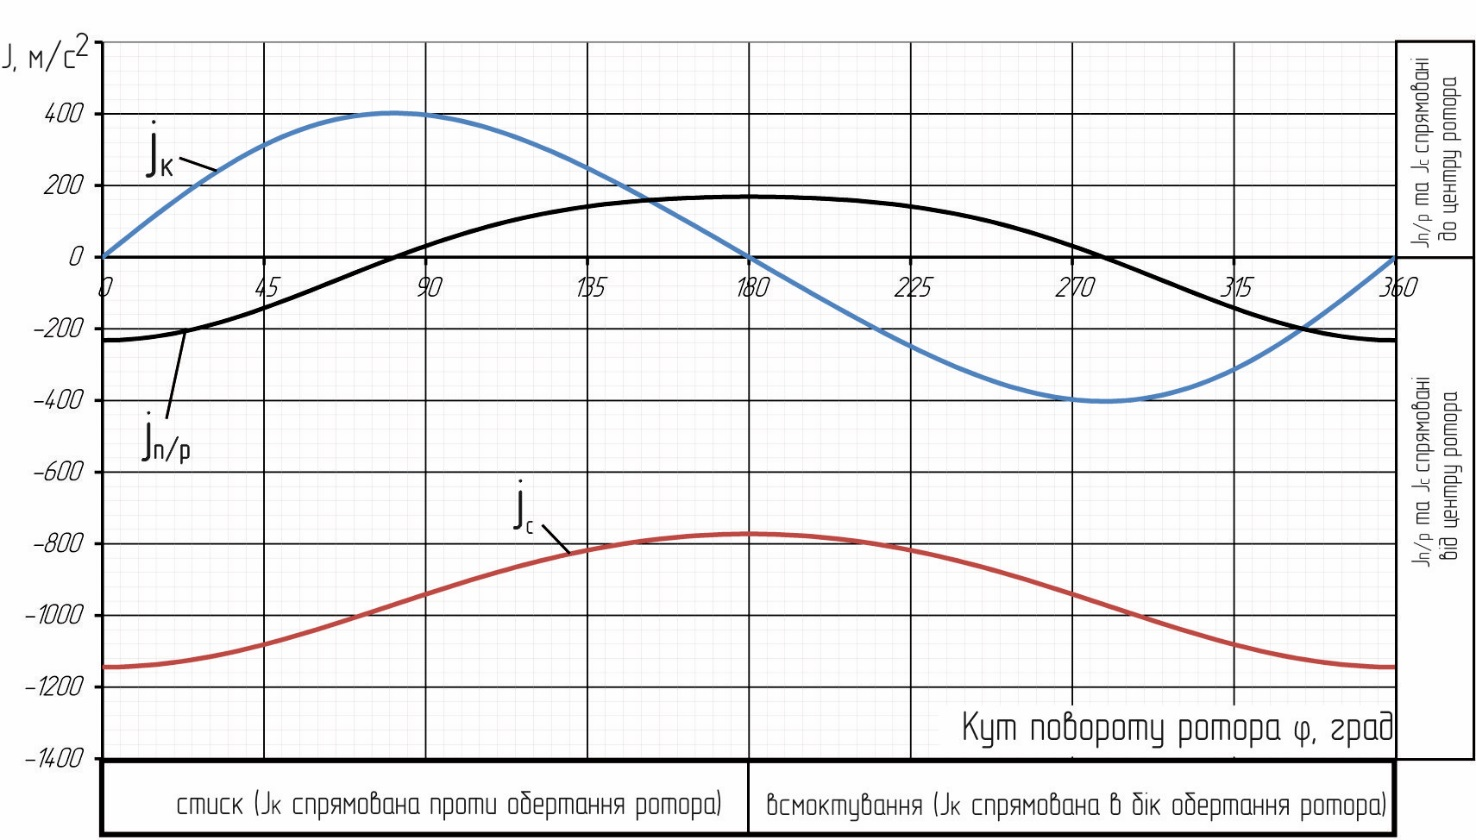 J, м/с²
400
200
0
-200
-400
-600
-800
-1000
-1200
-1400
0 45 90 135 180 225 270 315 360
jк
jп/р
jс
Кут повороту ротора φ, град
стиск (Jк спрямована проти обертання ротора)
всмоктування (Jк спрямована в бік обертання ротора)
Jп/р та Jс спрямовані
до центру ротора
Jп/р та Jс спрямовані
від центру ротора